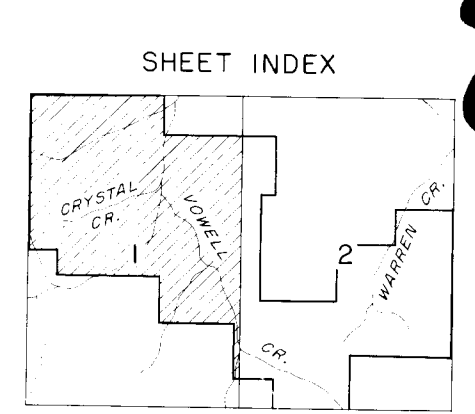 SHEET INDEX
CRYSTAL
CR.
VOWELL
CR.
1
2
WARREN
CR.